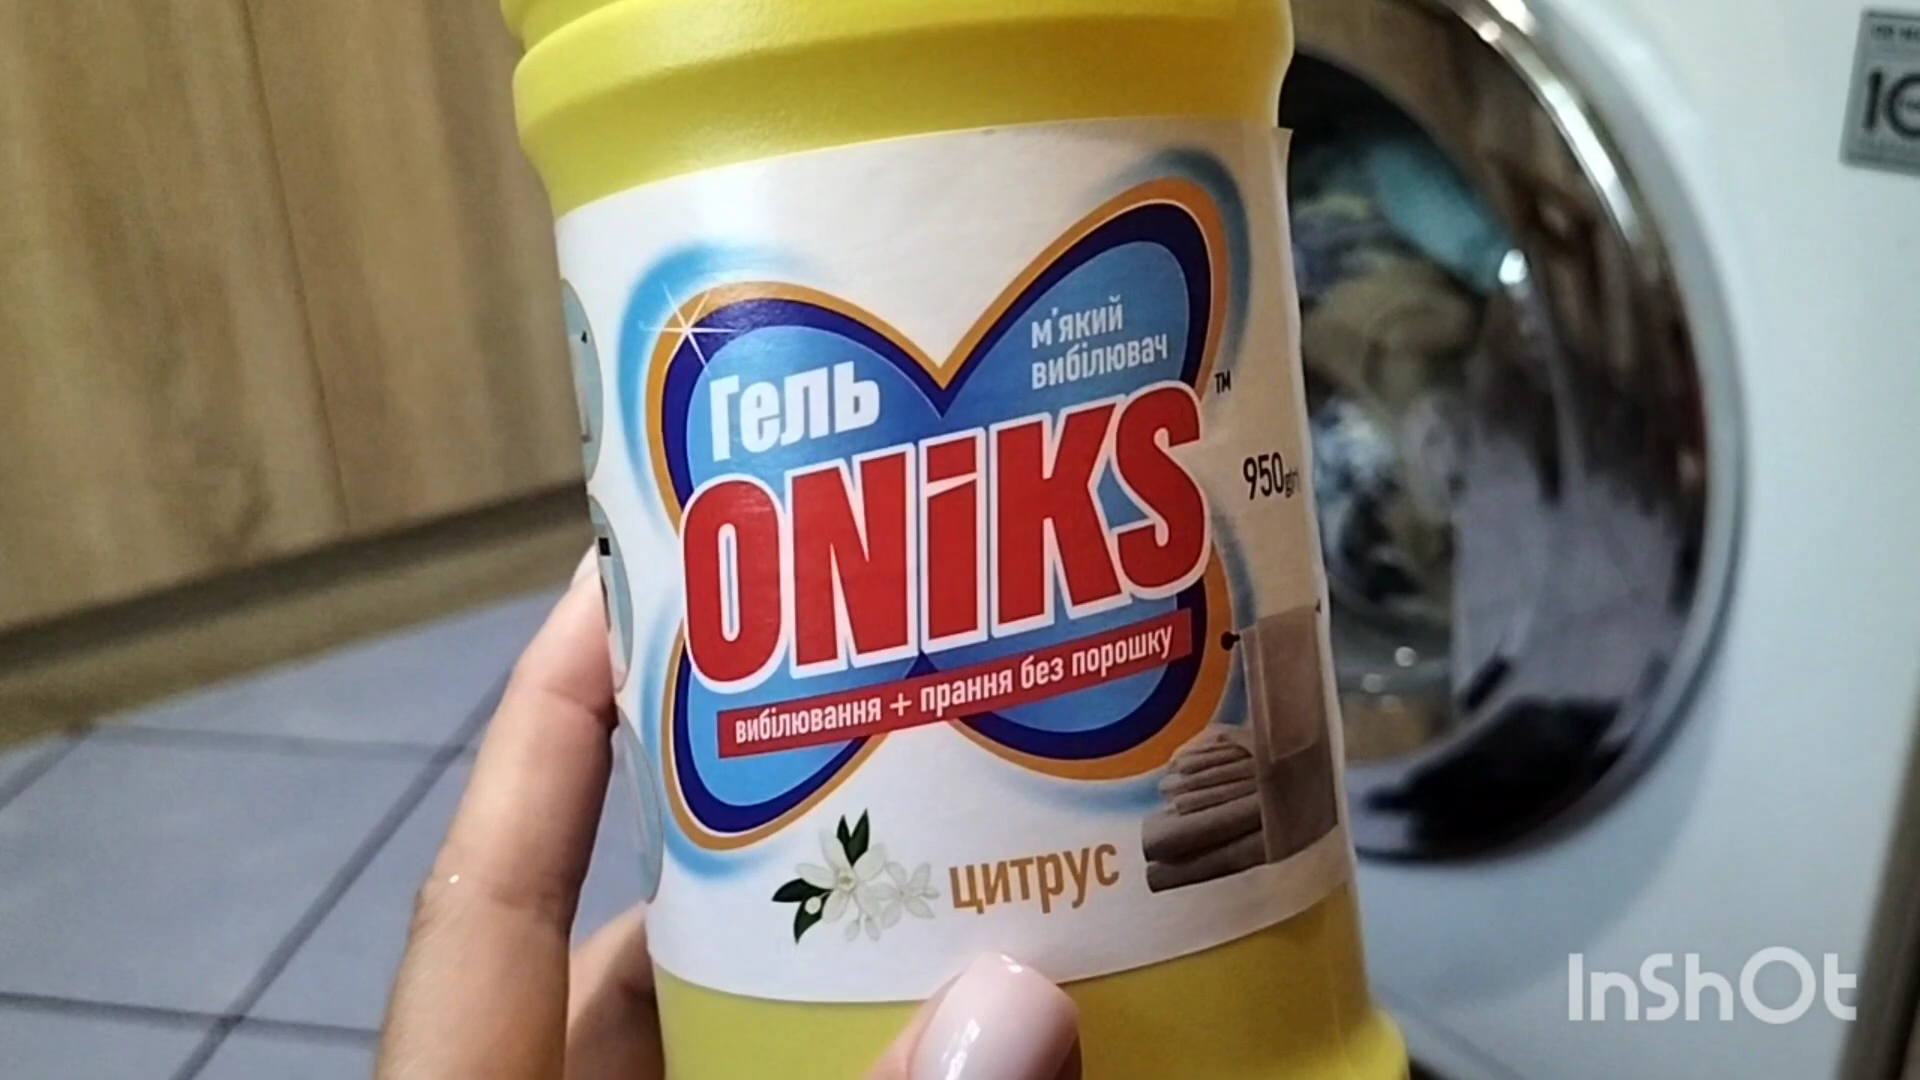 Гель
м'який
вибілювач
ONiKS
TM
950
вибілювання + прання без порошку
цитрус
InShOt